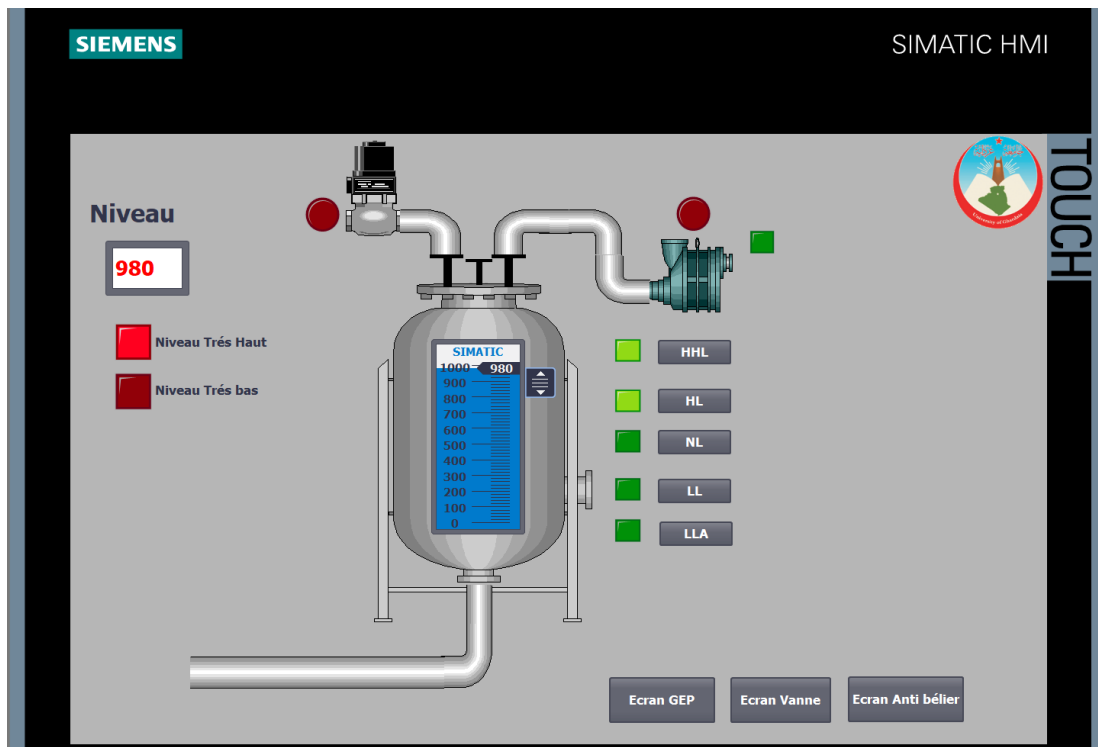 SIEMENS
SIMATIC HMI
TOUCH
Niveau
980
Niveau Trés Haut
Niveau Trés bas
SIMATIC
1000
980
900
800
700
600
500
400
300
200
100
0
HHL
HL
NL
LL
LLA
Ecran GEP
Ecran Vanne
Ecran Anti bélier